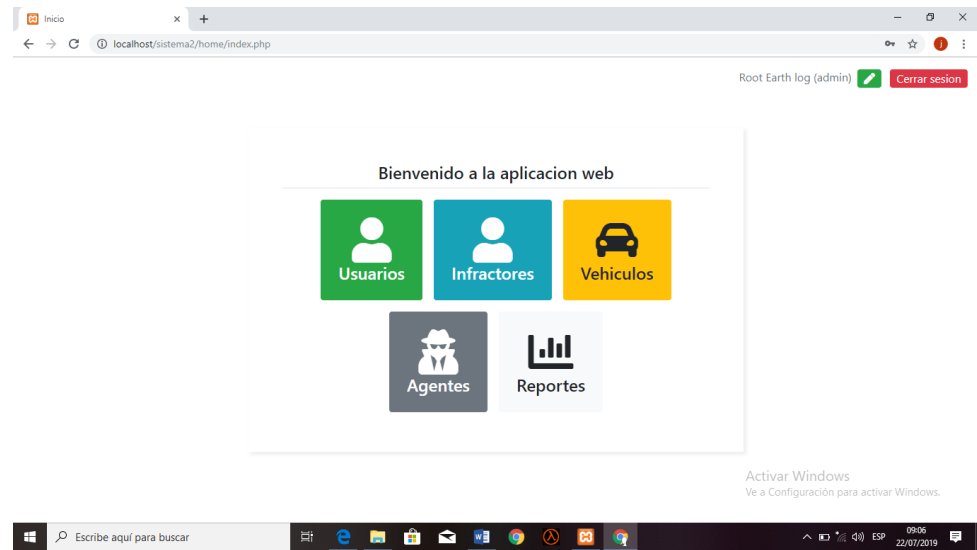 Inicio
localhost/sistema2/home/index.php
Root Earth log (admin)
Cerrar sesion
Bienvenido a la aplicacion web
Usuarios
Infractores
Vehiculos
Agentes
Reportes
Activar Windows
Ve a Configuración para activar Windows.
Escribe aquí para buscar
ESP
09:06
22/07/2019